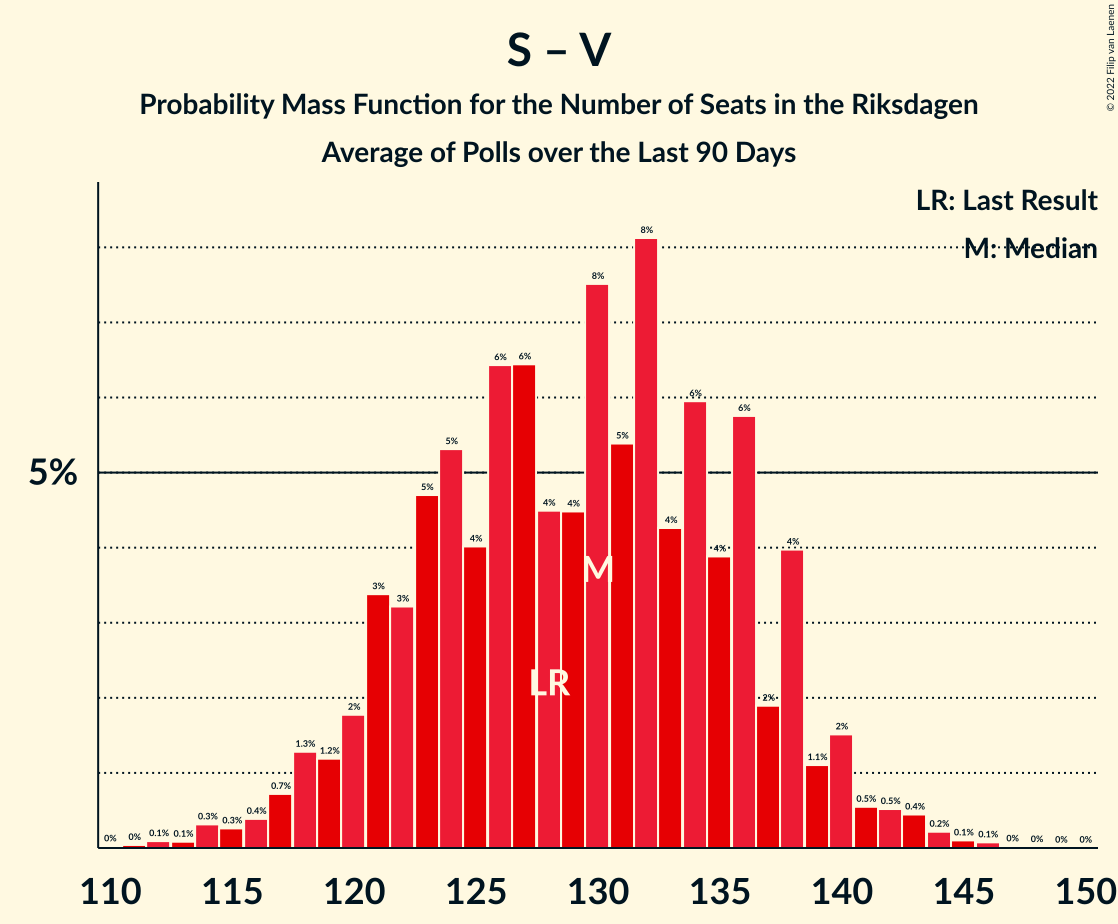 S – V
Probability Mass Function for the Number of Seats in the Riksdagen
Average of Polls over the Last 90 Days
© 2022 Filip van Laenen
LR: Last Result
M: Median
5%
0% 0% 0.1% 0.1% 0.3% 0.3% 0.4% 0.7% 1.3% 1.2% 2% 3% 3% 5% 5% 4% 6% 6% 4% 4% 8% 5% 8% 4% 6% 4% 6% 2% 4% 1.1% 2% 0.5% 0.5% 0.4% 0.2% 0.1% 0.1% 0% 0% 0% 0%
M
LR
110 115 120 125 130 135 140 145 150